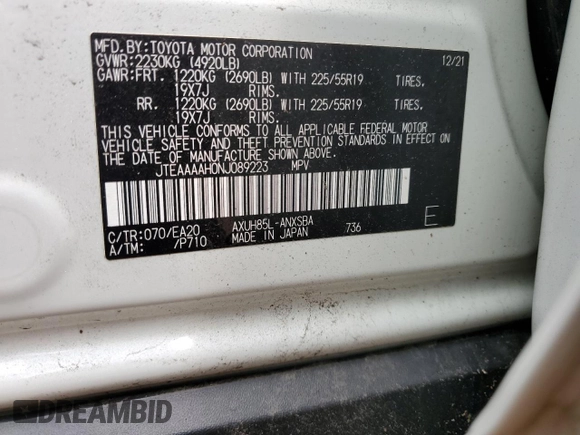 MFD.BY:TOYOTA MOTOR CORPORATION 12/21
GVWR:2230KG (4920LB)
GAWR:FRT. 1220KG (2690LB) WITH 225/55R19 TIRES.
19X7J RIMS.
RR. 1220KG (2690LB) WITH 225/55R19 TIRES.
19X7J RIMS.
THIS VEHICLE CONFORMS TO ALL APPLICABLE FEDERAL MOTOR
VEHICLE SAFETY AND THEFT PREVENTION STANDARDS IN EFFECT
ON THE DATE OF MANUFACTURE SHOWN ABOVE.
JTEAAAAH0NJ089223 MPV
C/TR:070/EA20 AXUH85L-ANXSBA E
A/TM: /P710 MADE IN JAPAN 736
DREAMBID